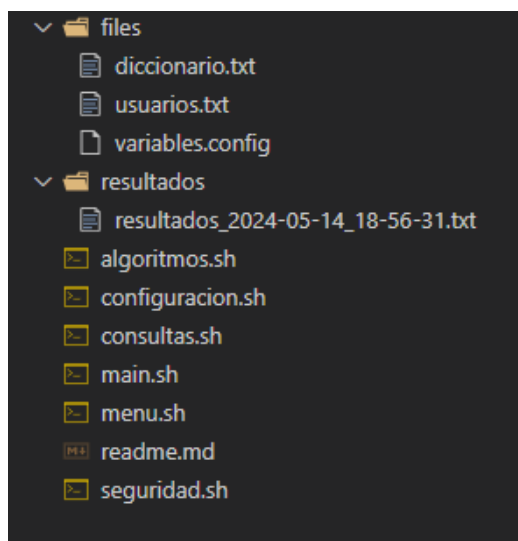 files
diccionario.txt
usuarios.txt
variables.config
resultados
resultados_2024-05-14_18-56-31.txt
algoritmos.sh
configuracion.sh
consultas.sh
main.sh
menu.sh
readme.md
seguridad.sh